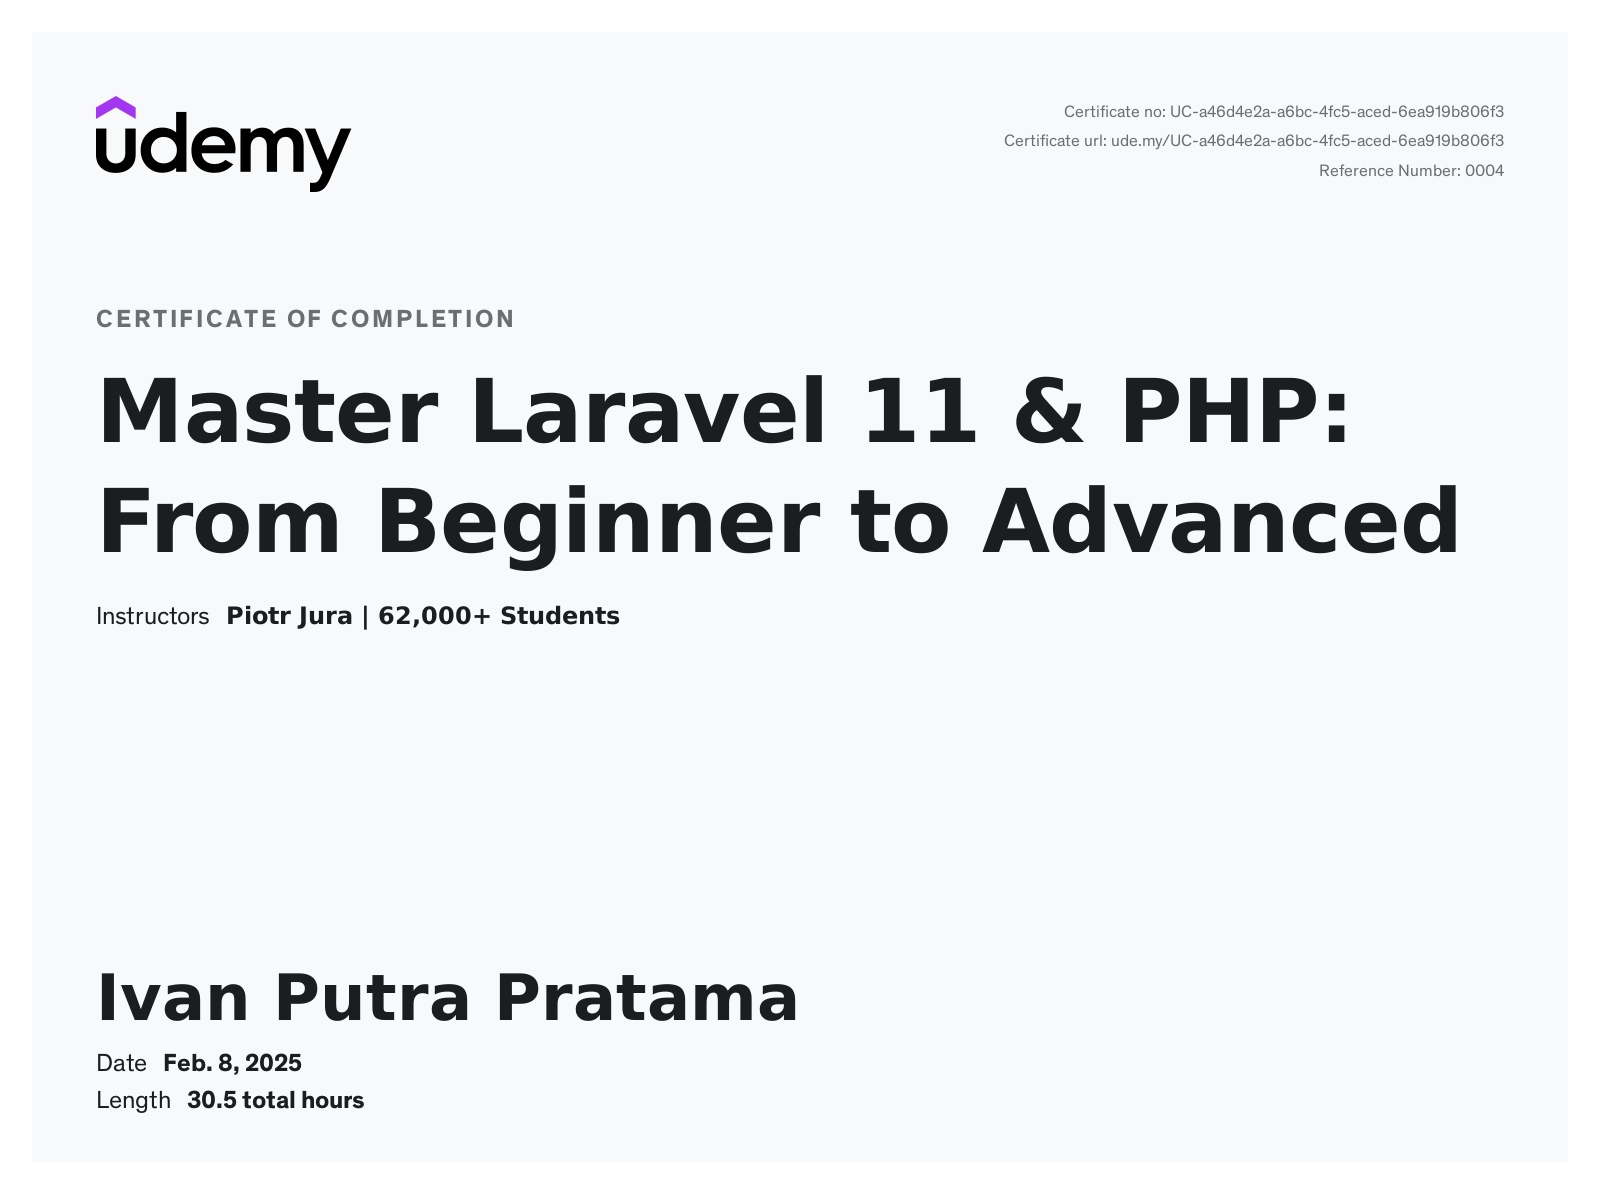 udemy
Certificate no: UC-a46d4e2a-a6bc-4fc5-aced-6ea919b806f3
Certificate url: ude.my/UC-a46d4e2a-a6bc-4fc5-aced-6ea919b806f3
Reference Number: 0004
CERTIFICATE OF COMPLETION
Master Laravel 11 & PHP:
From Beginner to Advanced
Instructors Piotr Jura | 62,000+ Students
Ivan Putra Pratama
Date Feb. 8, 2025
Length 30.5 total hours